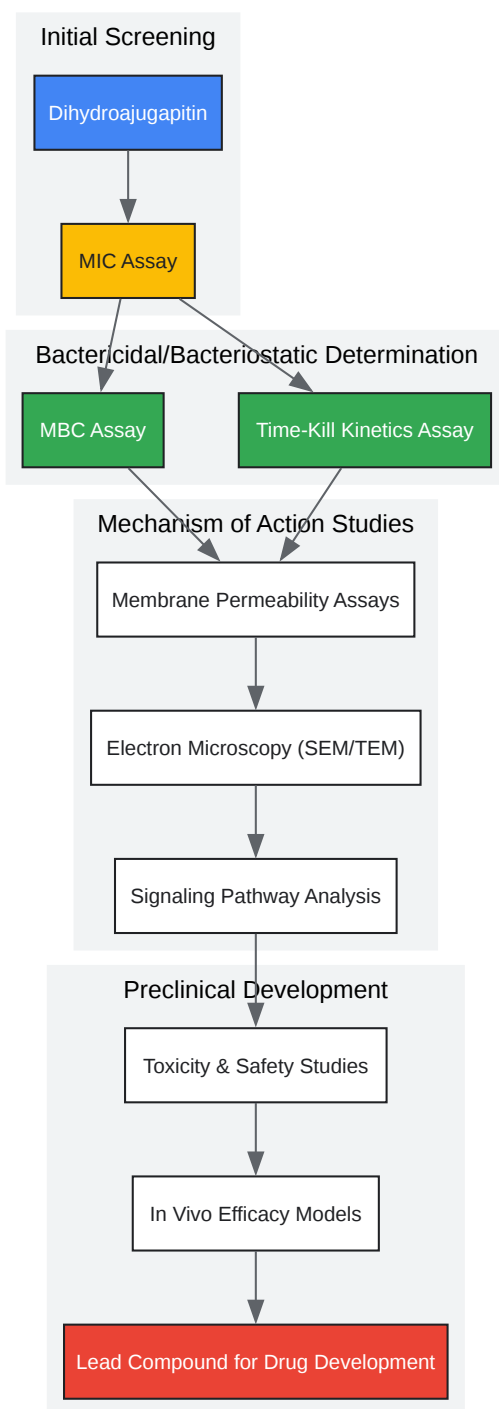 Initial Screening
Dihydroajugapitin
MIC Assay
Bactericidal/Bacteriostatic Determination
MBC Assay
Time-Kill Kinetics Assay
Mechanism of Action Studies
Membrane Permeability Assays
Electron Microscopy (SEM/TEM)
Signaling Pathway Analysis
Preclinical Development
Toxicity & Safety Studies
In Vivo Efficacy Models
Lead Compound for Drug Development